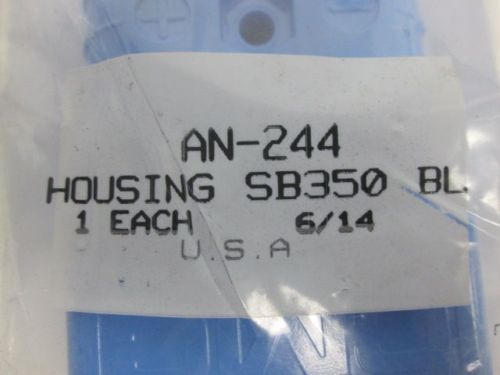 AN-244
HOUSING SB350 BL
1 EACH 6/14
U.S.A